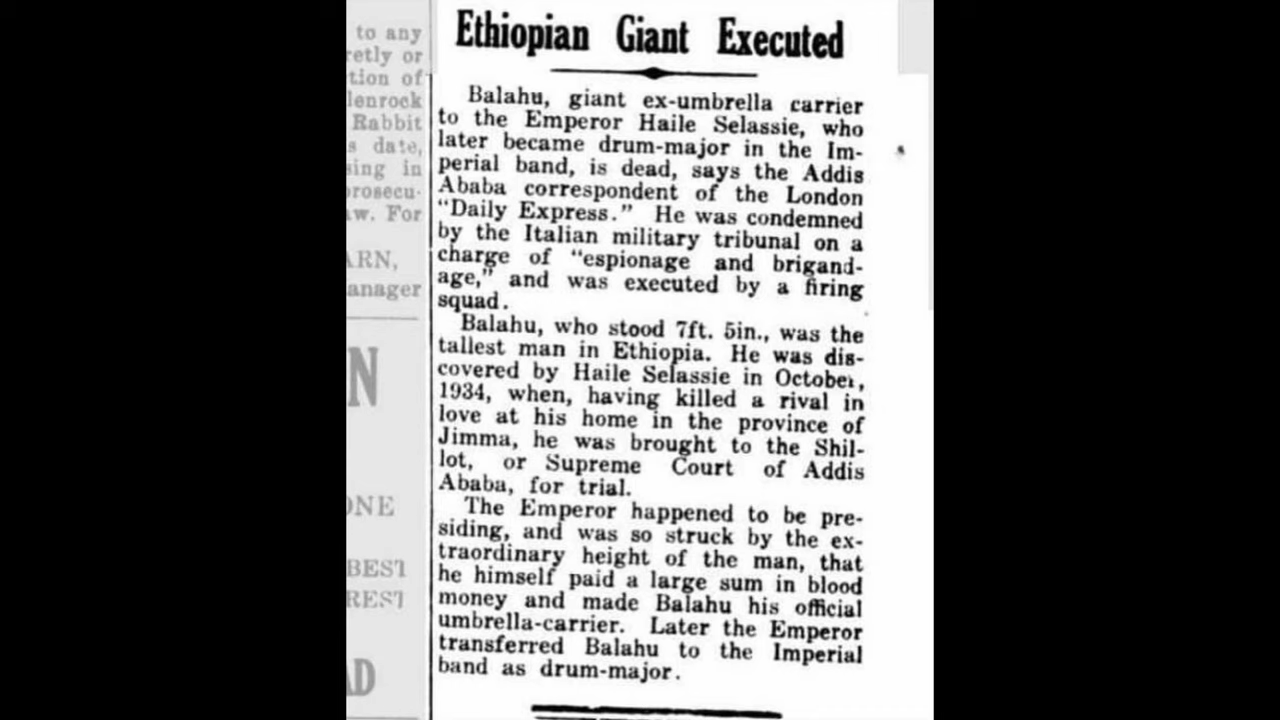 to any
retly or
tion of
lenrock
Rabbit
s date,
sing in
prosecu-
aw. For
ARN,
anager
N
ONE
BEST
REST
AD
Ethiopian Giant Executed
Balahu, giant ex-umbrella carrier
to the Emperor Haile Selassie, who
later became drum-major in the Im-
perial band, is dead, says the Addis
Ababa correspondent of the London
"Daily Express." He was condemned
by the Italian military tribunal on a
charge of "espionage and brigand-
age," and was executed by a firing
squad.
Balahu, who stood 7ft. 5in., was the
tallest man in Ethiopia. He was dis-
covered by Haile Selassie in October,
1934, when, having killed a rival in
love at his home in the province of
Jimma, he was brought to the Shil-
lot, or Supreme Court of Addis
Ababa, for trial.
The Emperor happened to be pre-
siding, and was so struck by the ex-
traordinary height of the man, that
he himself paid a large sum in blood
money and made Balahu his official
umbrella-carrier. Later the Emperor
transferred Balahu to the Imperial
band as drum-major.